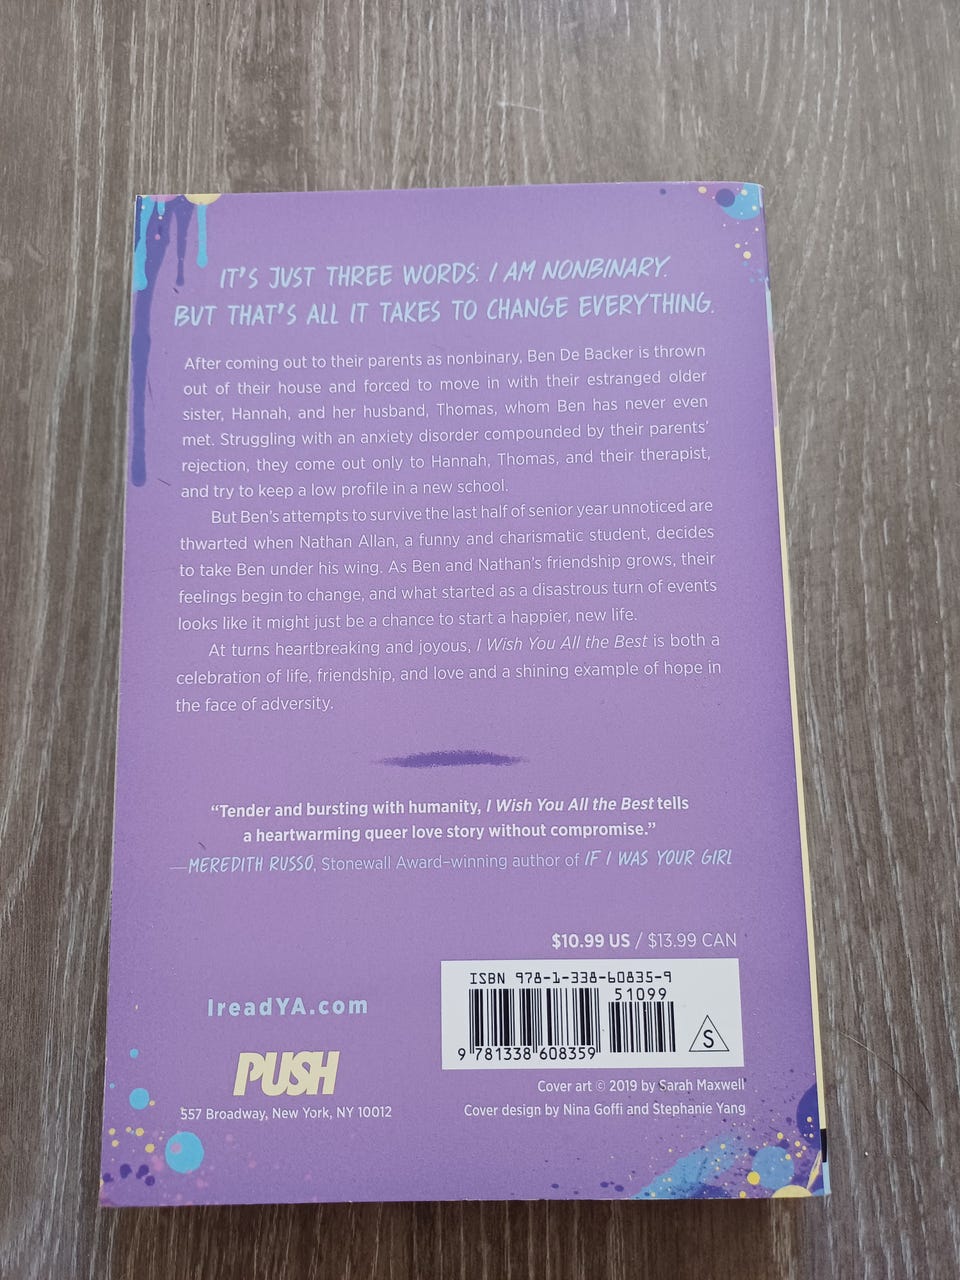 IT'S JUST THREE WORDS: I AM NONBINARY.
BUT THAT'S ALL IT TAKES TO CHANGE EVERYTHING.
After coming out to their parents as nonbinary, Ben De Backer is thrown
out of their house and forced to move in with their estranged older
sister, Hannah, and her husband, Thomas, whom Ben has never even
met. Struggling with an anxiety disorder compounded by their parents'
rejection, they come out only to Hannah, Thomas, and their therapist,
and try to keep a low profile in a new school.
But Ben's attempts to survive the last half of senior year unnoticed are
thwarted when Nathan Allan, a funny and charismatic student, decides
to take Ben under his wing. As Ben and Nathan's friendship grows, their
feelings begin to change, and what started as a disastrous turn of events
looks like it might just be a chance to start a happier, new life.
At turns heartbreaking and joyous, I Wish You All the Best is both a
celebration of life, friendship, and love and a shining example of hope in
the face of adversity.
“Tender and bursting with humanity, I Wish You All the Best tells
a heartwarming queer love story without compromise.”
—MEREDITH RUSSO, Stonewall Award–winning author of IF I WAS YOUR GIRL
$10.99 US / $13.99 CAN
ISBN 978-1-338-60835-9
51099
9 781338 608359
S
IreadYA.com
PUSH
557 Broadway, New York, NY 10012
Cover art © 2019 by Sarah Maxwell
Cover design by Nina Goffi and Stephanie Yang